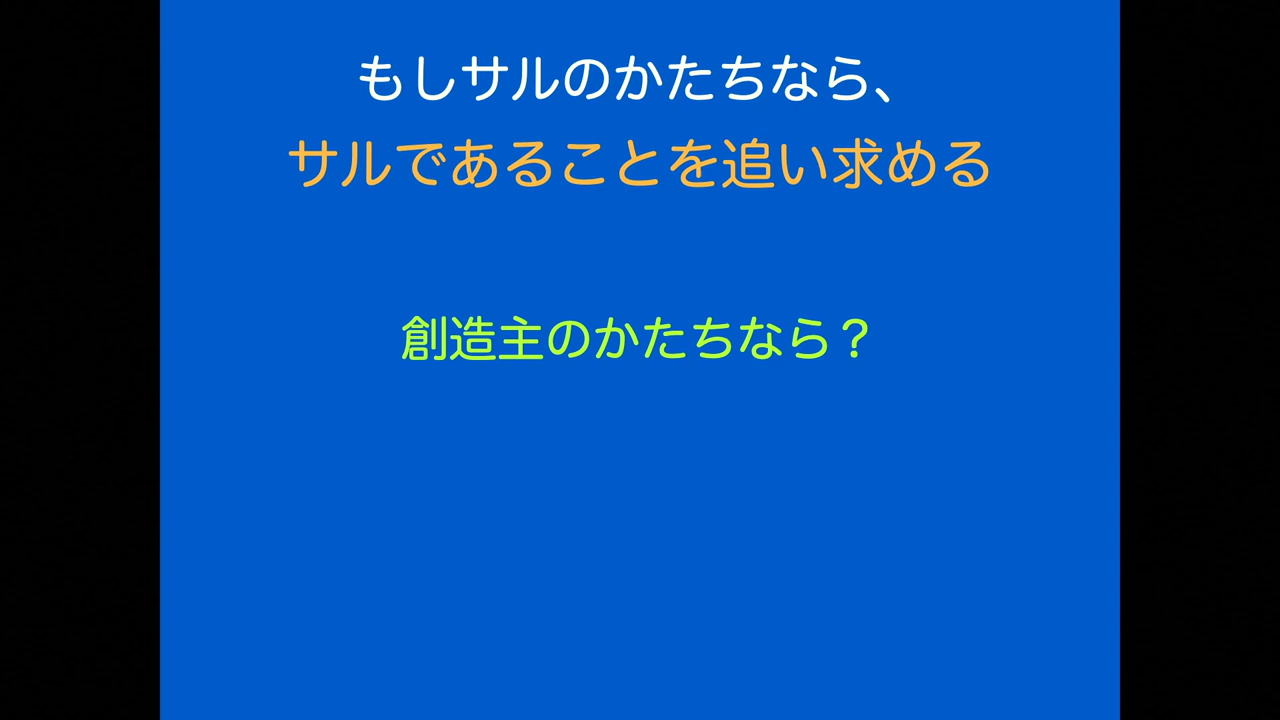 もしサルのかたちなら、
サルであることを追い求める
創造主のかたちなら？